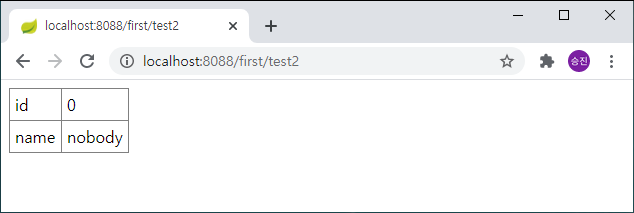 localhost:8088/first/test2
localhost:8088/first/test2
승진
id 0
name nobody